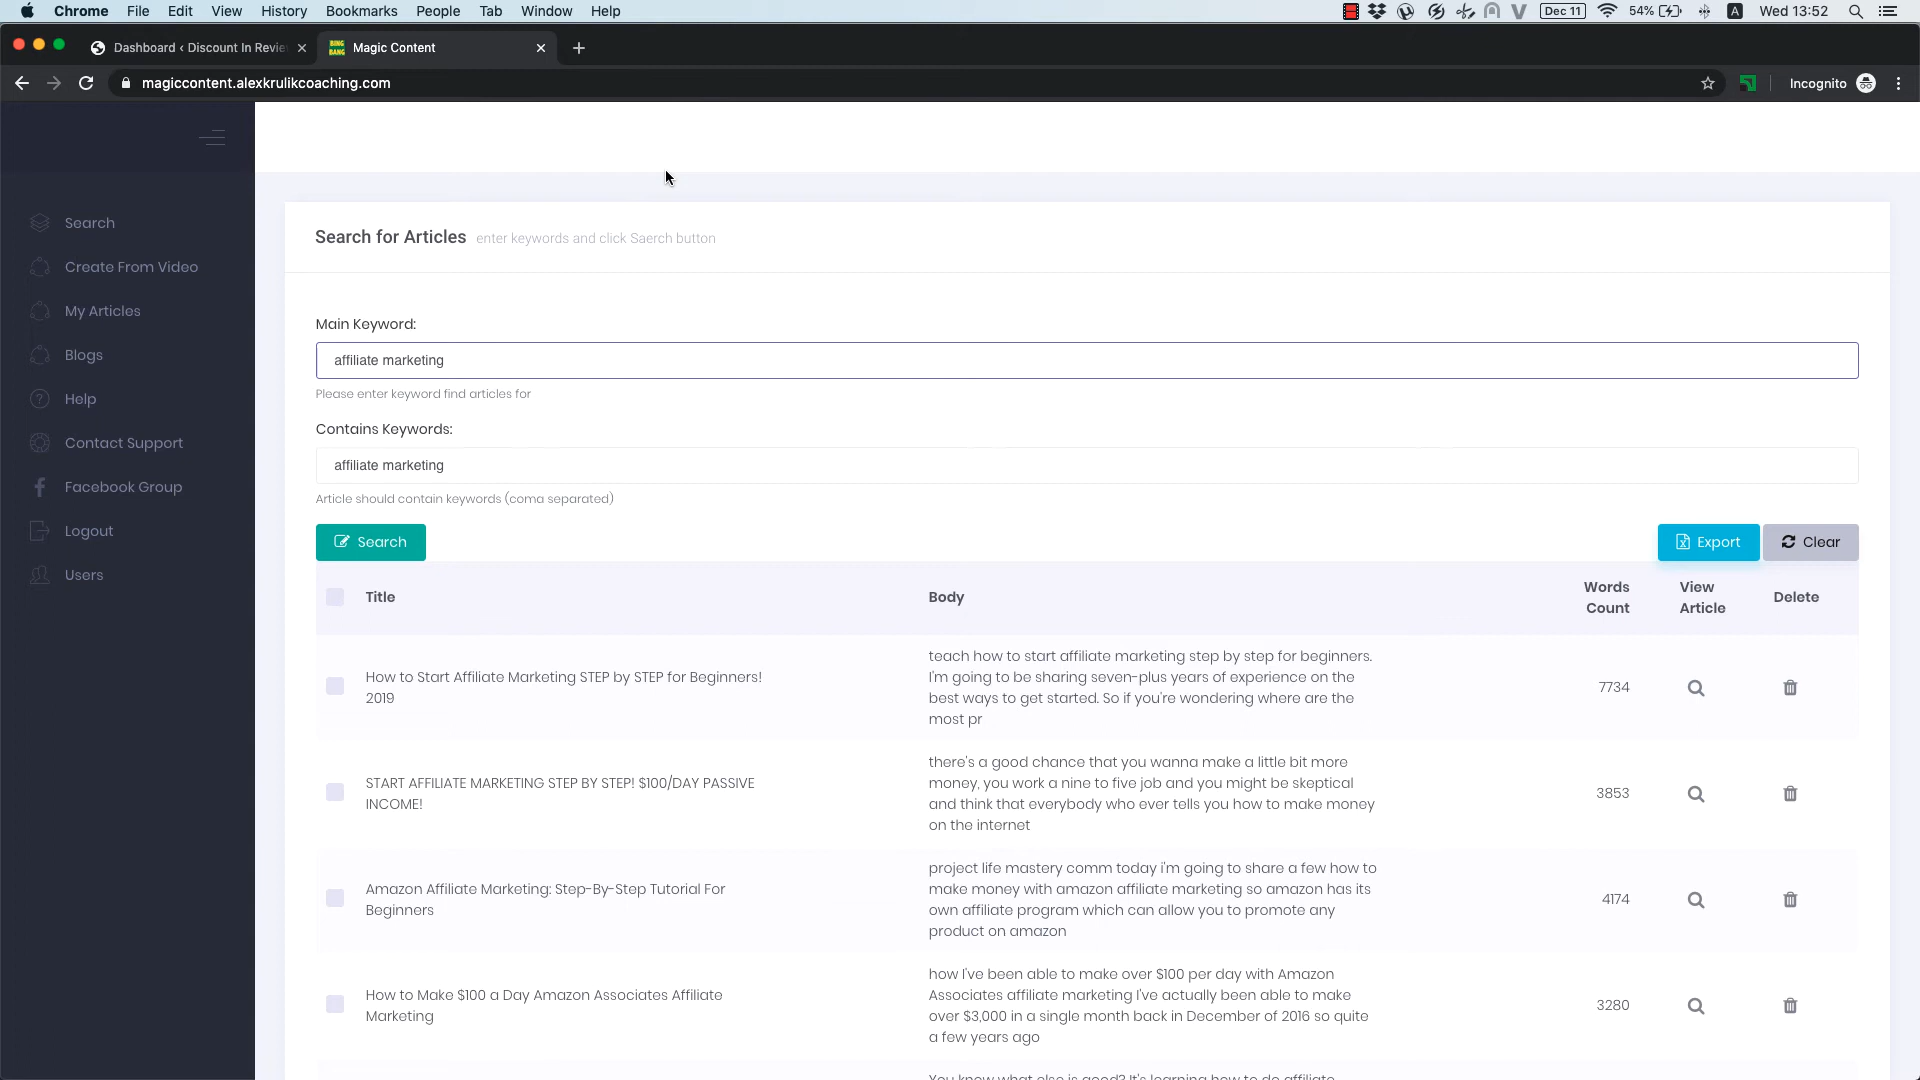 Chrome File Edit View History Bookmarks People Tab Window Help
Dec 11 54% A Wed 13:52
Dashboard ‹ Discount In Revie
Magic Content
magiccontent.alexkrulikcoaching.com
Incognito
Search
Create From Video
My Articles
Blogs
Help
Contact Support
Facebook Group
Logout
Users
Search for Articles enter keywords and click Saerch button
Main Keyword:
affiliate marketing
Please enter keyword find articles for
Contains Keywords:
affiliate marketing
Article should contain keywords (coma separated)
Search
Export
Clear
Title Body Words Count View Article Delete
How to Start Affiliate Marketing STEP by STEP for Beginners!
2019
teach how to start affiliate marketing step by step for beginners.
I'm going to be sharing seven-plus years of experience on the
best ways to get started. So if you're wondering where are the
most pr
7734
START AFFILIATE MARKETING STEP BY STEP! $100/DAY PASSIVE
INCOME!
there's a good chance that you wanna make a little bit more
money, you work a nine to five job and you might be skeptical
and think that everybody who ever tells you how to make money
on the internet
3853
Amazon Affiliate Marketing: Step-By-Step Tutorial For
Beginners
project life mastery comm today i'm going to share a few how to
make money with amazon affiliate marketing so amazon has its
own affiliate program which can allow you to promote any
product on amazon
4174
How to Make $100 a Day Amazon Associates Affiliate
Marketing
how I've been able to make over $100 per day with Amazon
Associates affiliate marketing I've actually been able to make
over $3,000 in a single month back in December of 2016 so quite
a few years ago
3280
You know what else is good? It's learning how to do affiliate